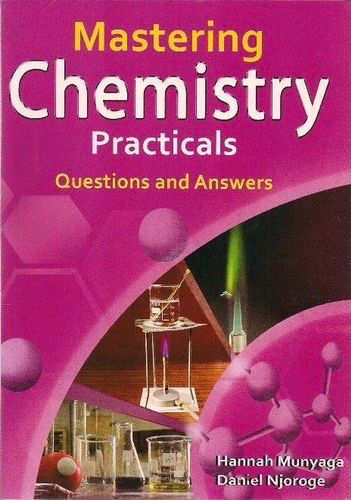 Mastering
Chemistry
Practicals
Questions and Answers
Hannah Munyaga
Daniel Njoroge